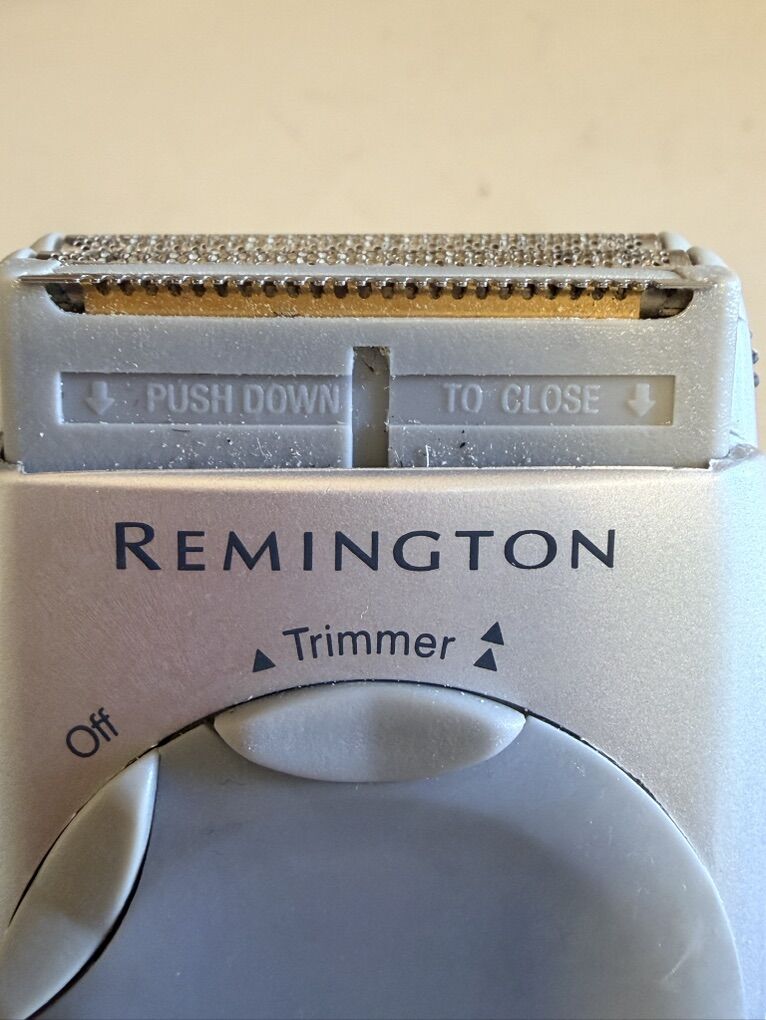 PUSH DOWN TO CLOSE
REMINGTON
Trimmer
Off